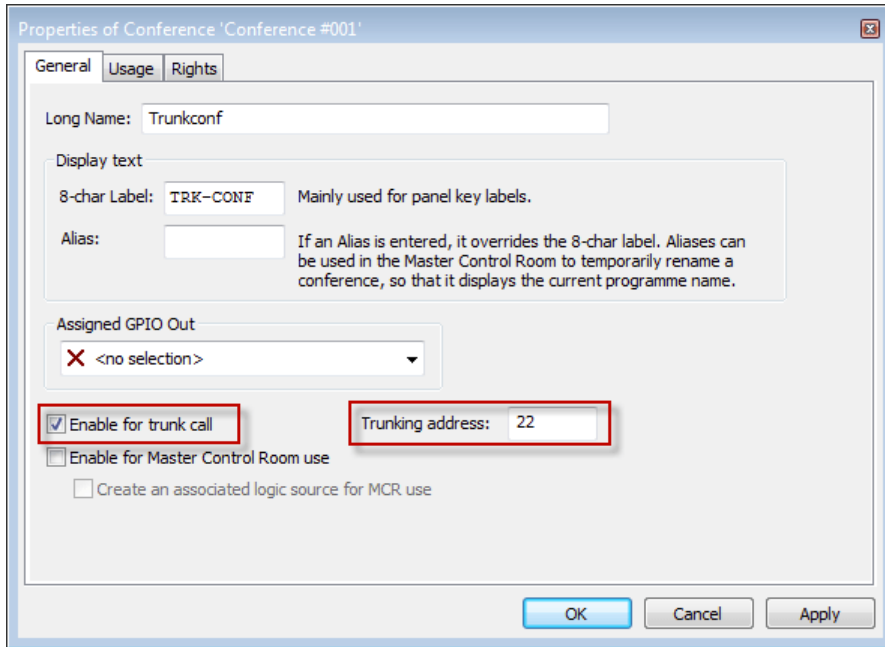 Properties of Conference 'Conference #001'
General Usage Rights
Long Name: Trunkconf
Display text
8-char Label: TRK-CONF Mainly used for panel key labels.
Alias: If an Alias is entered, it overrides the 8-char label. Aliases can
be used in the Master Control Room to temporarily rename a
conference, so that it displays the current programme name.
Assigned GPIO Out
<no selection>
Enable for trunk call Trunking address: 22
Enable for Master Control Room use
Create an associated logic source for MCR use
OK Cancel Apply